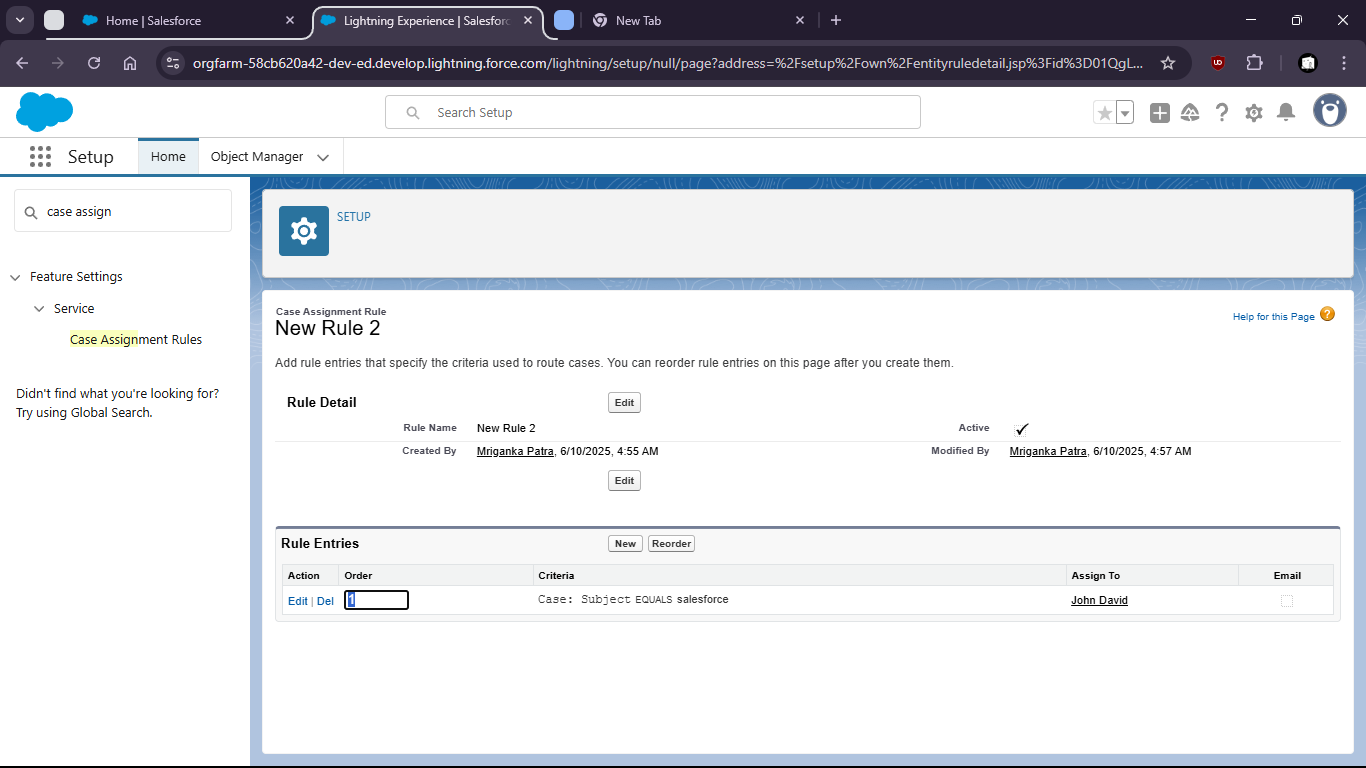 Home | Salesforce
Lightning Experience | Salesforc
New Tab
orgfarm-58cb620a42-dev-ed.develop.lightning.force.com/lightning/setup/null/page?address=%2Fsetup%2Fown%2Fentityruledetail.jsp%3Fid%3D01QgL...
Search Setup
Setup
Home
Object Manager
case assign
SETUP
Feature Settings
Service
Case Assignment Rules
Didn't find what you're looking for?
Try using Global Search.
Case Assignment Rule
New Rule 2
Help for this Page ?
Add rule entries that specify the criteria used to route cases. You can reorder rule entries on this page after you create them.
Rule Detail
Edit
Rule Name New Rule 2 Active
Created By Mriganka Patra, 6/10/2025, 4:55 AM Modified By Mriganka Patra, 6/10/2025, 4:57 AM
Edit
Rule Entries
New Reorder
Action Order Criteria Assign To Email
Edit | Del 1 Case: Subject EQUALS salesforce John David